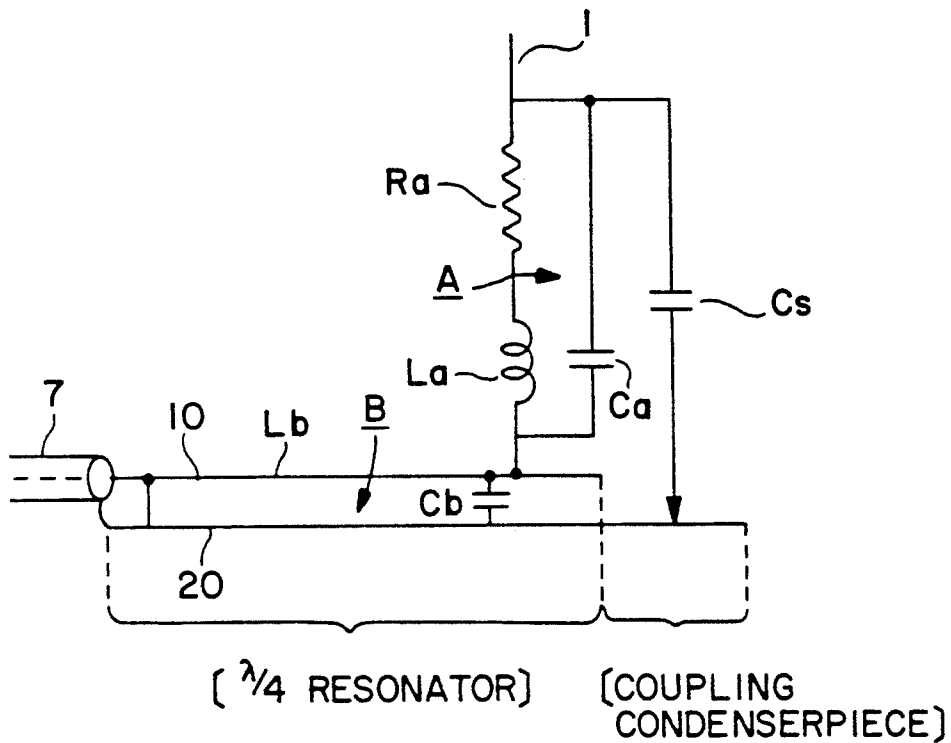 1
Ra
A
Cs
La
Ca
7
10
Lb
B
Cb
20
[ λ/4 RESONATOR]
[COUPLING
CONDENSERPIECE]